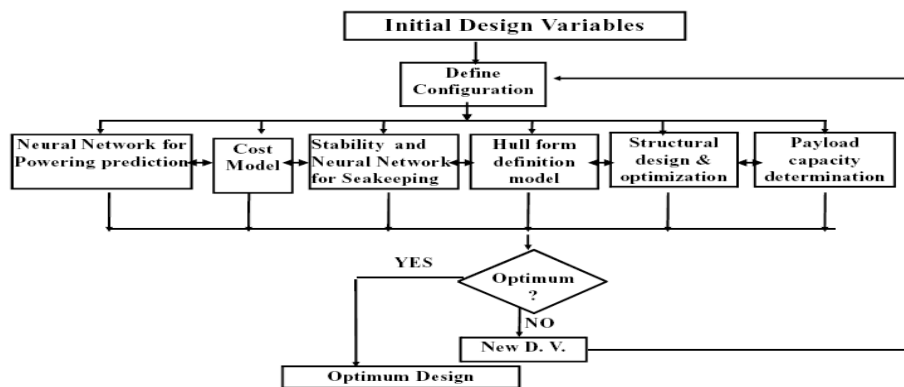 Initial Design Variables
Define
Configuration
Neural Network for
Powering prediction
Cost
Model
Stability and
Neural Network
for Seakeeping
Hull form
definition
model
Structural
design &
optimization
Payload
capacity
determination
YES
Optimum
?
NO
New D. V.
Optimum Design